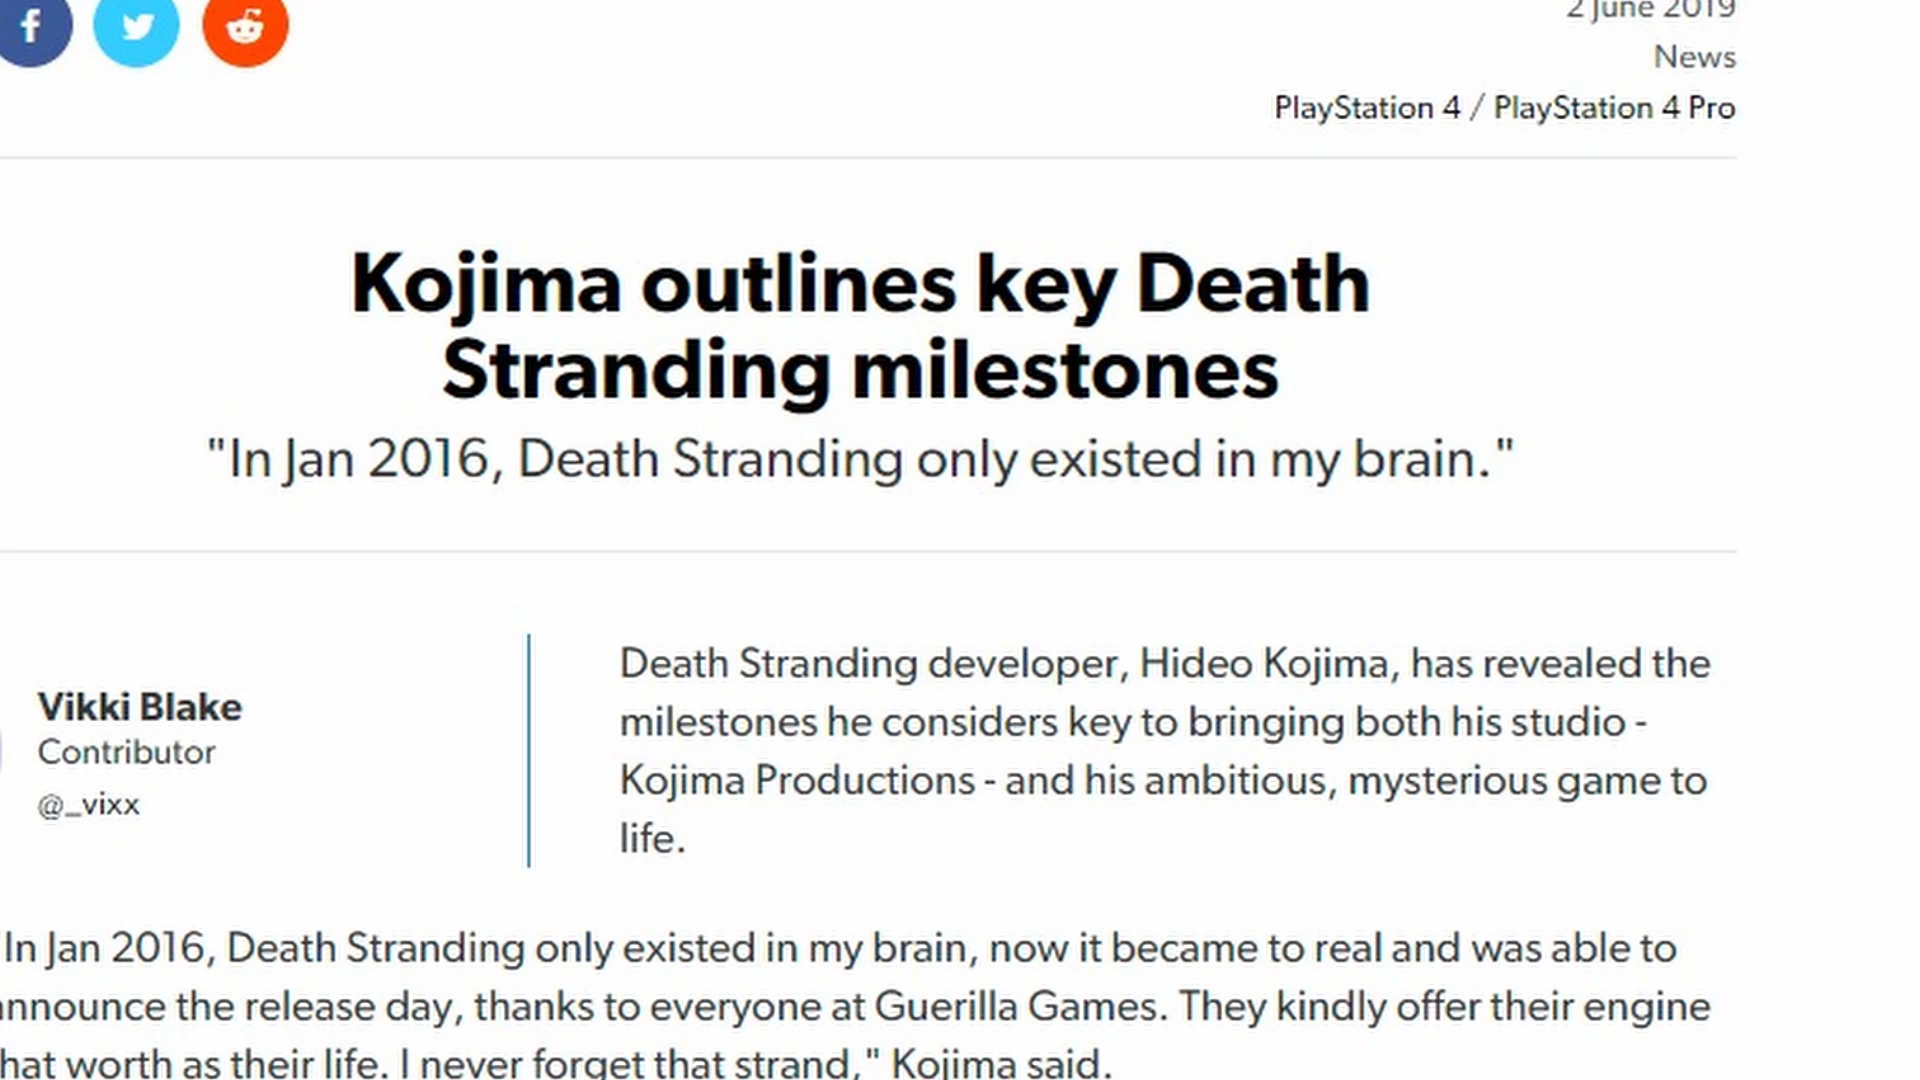 2 June 2019
News
PlayStation 4 / PlayStation 4 Pro
Kojima outlines key Death
Stranding milestones
"In Jan 2016, Death Stranding only existed in my brain."
Vikki Blake
Contributor
@_vixx
Death Stranding developer, Hideo Kojima, has revealed the
milestones he considers key to bringing both his studio -
Kojima Productions - and his ambitious, mysterious game to
life.
In Jan 2016, Death Stranding only existed in my brain, now it became to real and was able to
announce the release day, thanks to everyone at Guerilla Games. They kindly offer their engine
hat worth as their life. I never forget that strand," Kojima said.